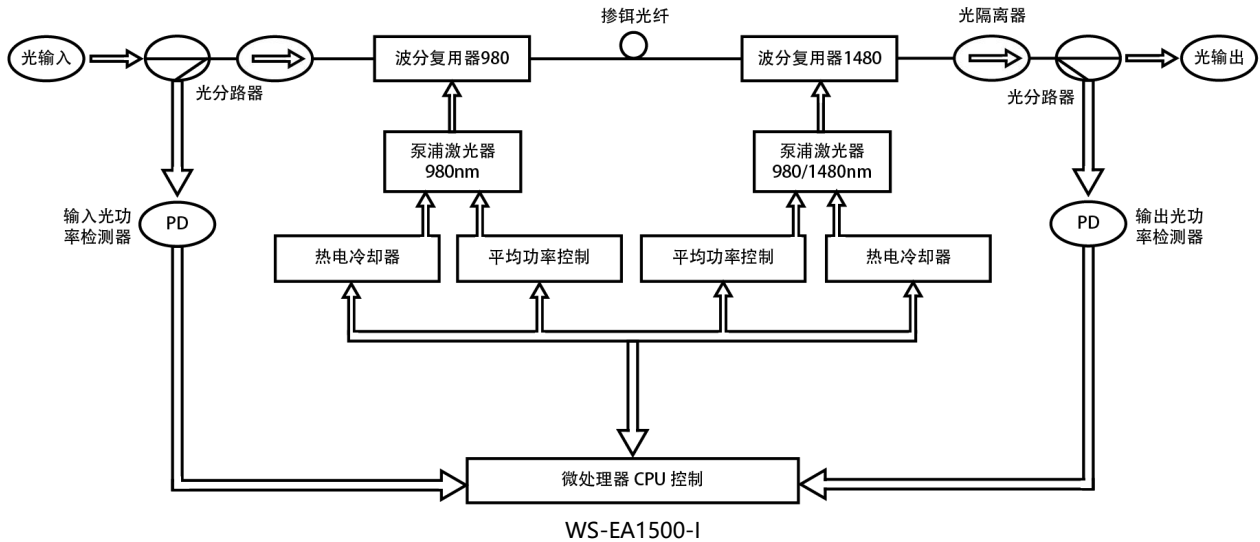 掺铒光纤
光隔离器
光输入
波分复用器980
波分复用器1480
光输出
光分路器
光分路器
泵浦激光器
980nm
泵浦激光器
980/1480nm
输入光功
率检测器
PD
PD
输出光功
率检测器
热电冷却器
平均功率控制
平均功率控制
热电冷却器
微处理器 CPU 控制
WS-EA1500-I